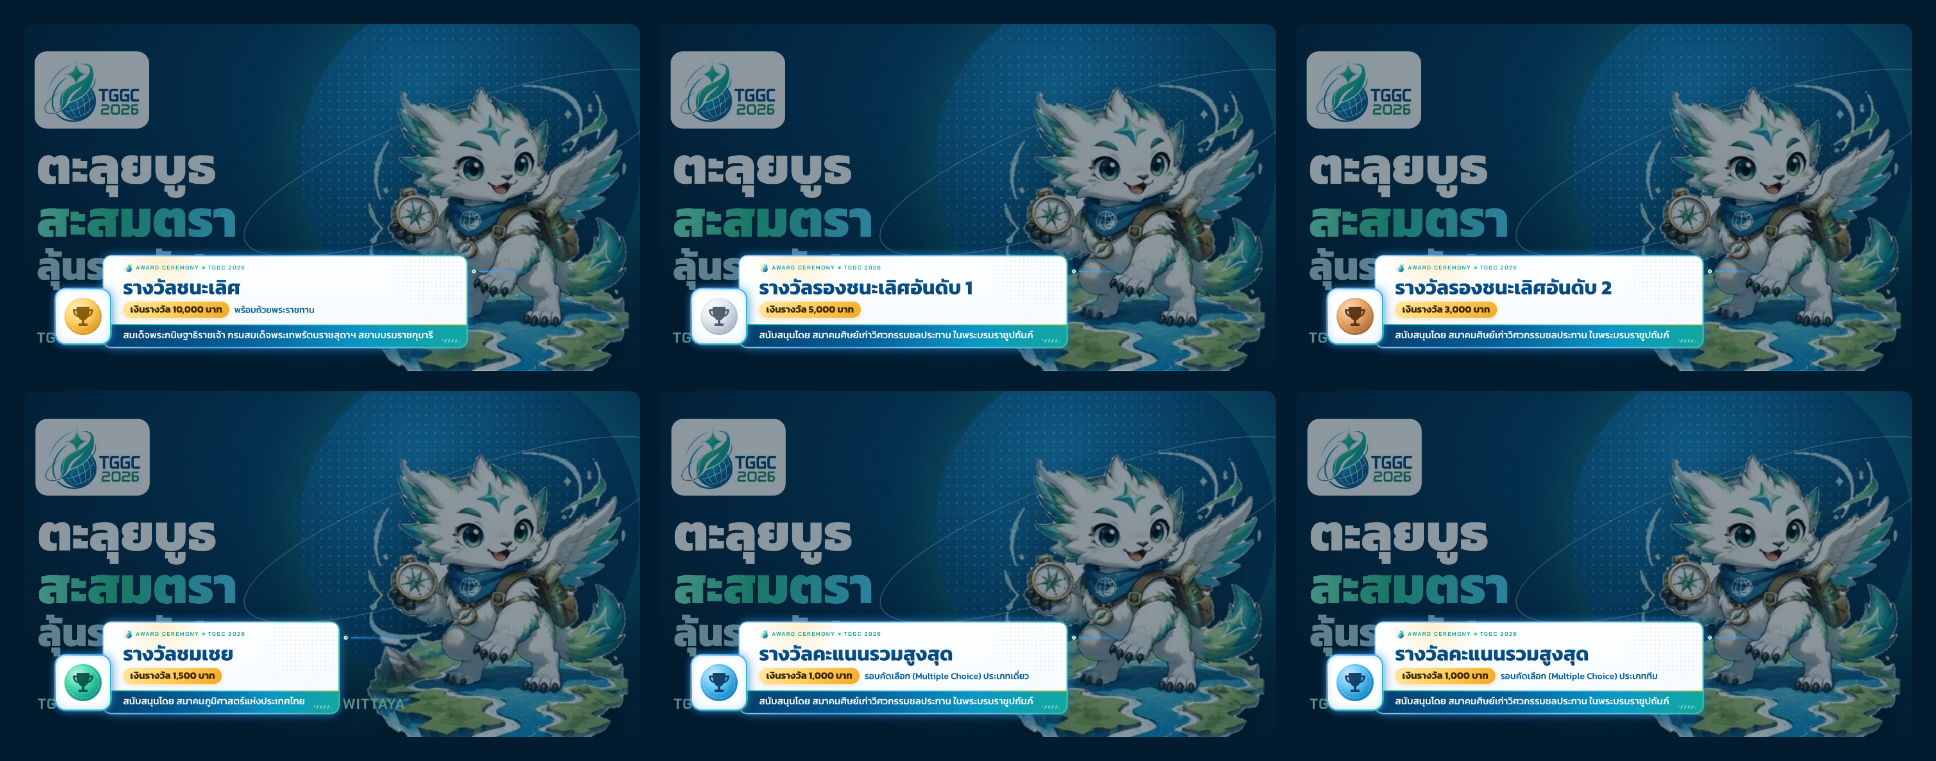 TGGC
2026
ตะลุยบูธ
สะสมตรา
ลุ้นร
AWARD CEREMONY • TGGC 2026
รางวัลชนะเลิศ
เงินรางวัล 10,000 บาท พร้อมถ้วยพระราชทาน
สมเด็จพระกนิษฐาธิราชเจ้า กรมสมเด็จพระเทพรัตนราชสุดาฯ สยามบรมราชกุมารี
TG
TGGC
2026
ตะลุยบูธ
สะสมตรา
ลุ้นร
AWARD CEREMONY • TGGC 2026
รางวัลรองชนะเลิศอันดับ 1
เงินรางวัล 5,000 บาท
สนับสนุนโดย สมาคมศิษย์เก่าวิศวกรรมชลประทาน ในพระบรมราชูปถัมภ์
TG
TGGC
2026
ตะลุยบูธ
สะสมตรา
ลุ้นร
AWARD CEREMONY • TGGC 2026
รางวัลรองชนะเลิศอันดับ 2
เงินรางวัล 3,000 บาท
สนับสนุนโดย สมาคมศิษย์เก่าวิศวกรรมชลประทาน ในพระบรมราชูปถัมภ์
TG
TGGC
2026
ตะลุยบูธ
สะสมตรา
ลุ้นร
AWARD CEREMONY • TGGC 2026
รางวัลชมเชย
เงินรางวัล 1,500 บาท
สนับสนุนโดย สมาคมภูมิศาสตร์แห่งประเทศไทย
TG WITTAYA
TGGC
2026
ตะลุยบูธ
สะสมตรา
ลุ้นร
AWARD CEREMONY • TGGC 2026
รางวัลคะแนนรวมสูงสุด
เงินรางวัล 1,000 บาท รอบคัดเลือก (Multiple Choice) ประเภทเดี่ยว
สนับสนุนโดย สมาคมศิษย์เก่าวิศวกรรมชลประทาน ในพระบรมราชูปถัมภ์
TG
TGGC
2026
ตะลุยบูธ
สะสมตรา
ลุ้นร
AWARD CEREMONY • TGGC 2026
รางวัลคะแนนรวมสูงสุด
เงินรางวัล 1,000 บาท รอบคัดเลือก (Multiple Choice) ประเภททีม
สนับสนุนโดย สมาคมศิษย์เก่าวิศวกรรมชลประทาน ในพระบรมราชูปถัมภ์
TG